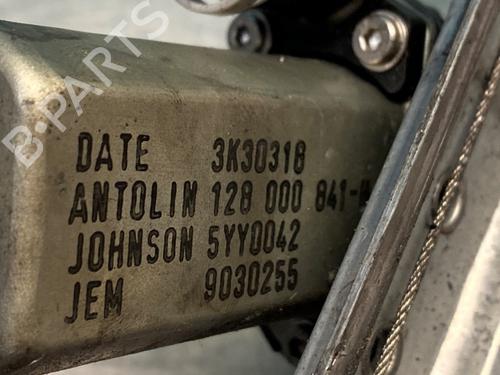 B-PARTS
DATE 3K30318
ANTOLIN 128 000 841-
JOHNSON 5YY0042
JEM 9030255